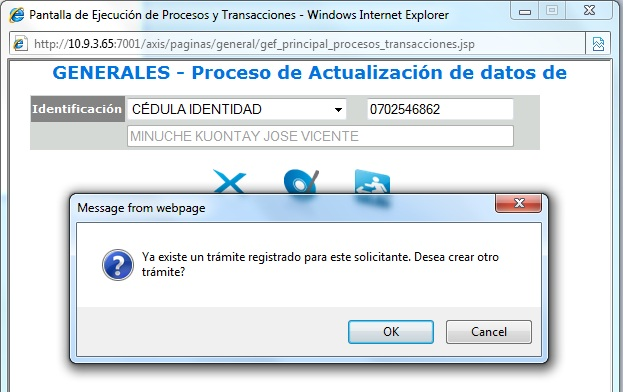 Pantalla de Ejecución de Procesos y Transacciones - Windows Internet Explorer
http://10.9.3.65:7001/axis/paginas/general/gef_principal_procesos_transacciones.jsp
GENERALES - Proceso de Actualización de datos de
Identificación CÉDULA IDENTIDAD 0702546862
MINUCHE KUONTAY JOSE VICENTE
Message from webpage
Ya existe un trámite registrado para este solicitante. Desea crear otro
trámite?
OK Cancel